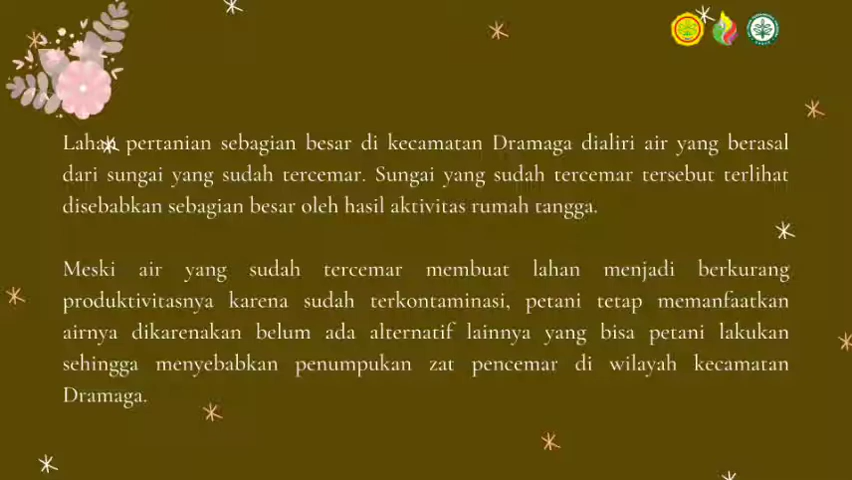 Lahan pertanian sebagian besar di kecamatan Dramaga dialiri air yang berasal
dari sungai yang sudah tercemar. Sungai yang sudah tercemar tersebut terlihat
disebabkan sebagian besar oleh hasil aktivitas rumah tangga.
Meski air yang sudah tercemar membuat lahan menjadi berkurang
produktivitasnya karena sudah terkontaminasi, petani tetap memanfaatkan
airnya dikarenakan belum ada alternatif lainnya yang bisa petani lakukan
sehingga menyebabkan penumpukan zat pencemar di wilayah kecamatan
Dramaga.